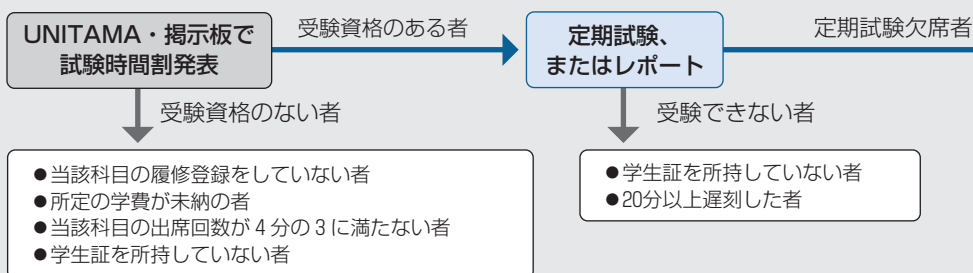 UNITAMA・掲示板で
試験時間割発表
受験資格のある者
定期試験、
またはレポート
定期試験欠席者
受験資格のない者
受験できない者
●当該科目の履修登録をしていない者
●所定の学費が未納の者
●当該科目の出席回数が４分の３に満たない者
●学生証を所持していない者
●学生証を所持していない者
●20分以上遅刻した者